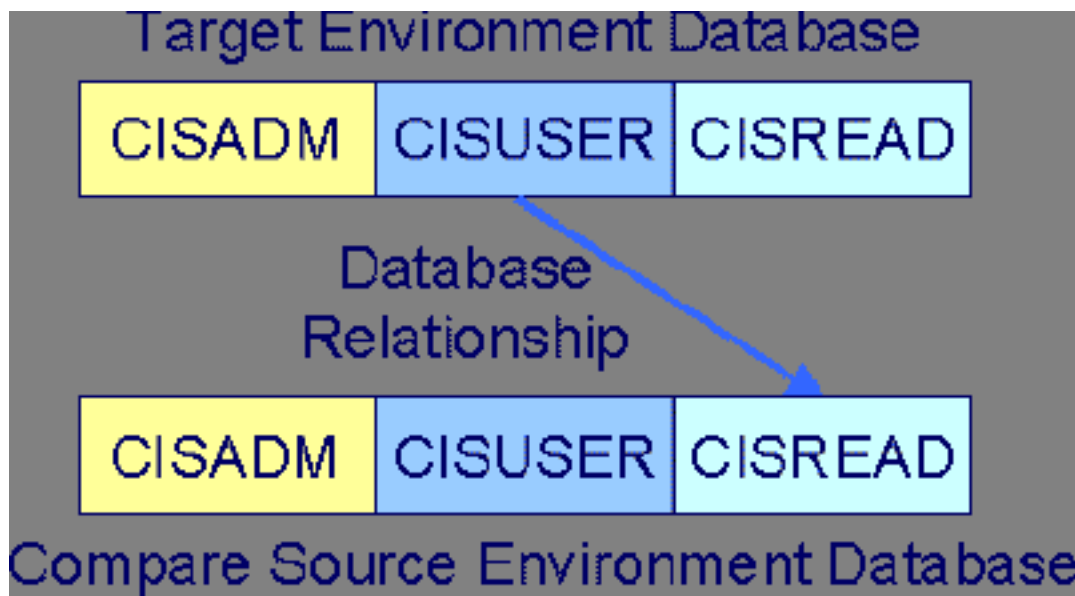 Target Environment Database
CISADM CISUSER CISREAD
Database
Relationship
CISADM CISUSER CISREAD
Compare Source Environment Database